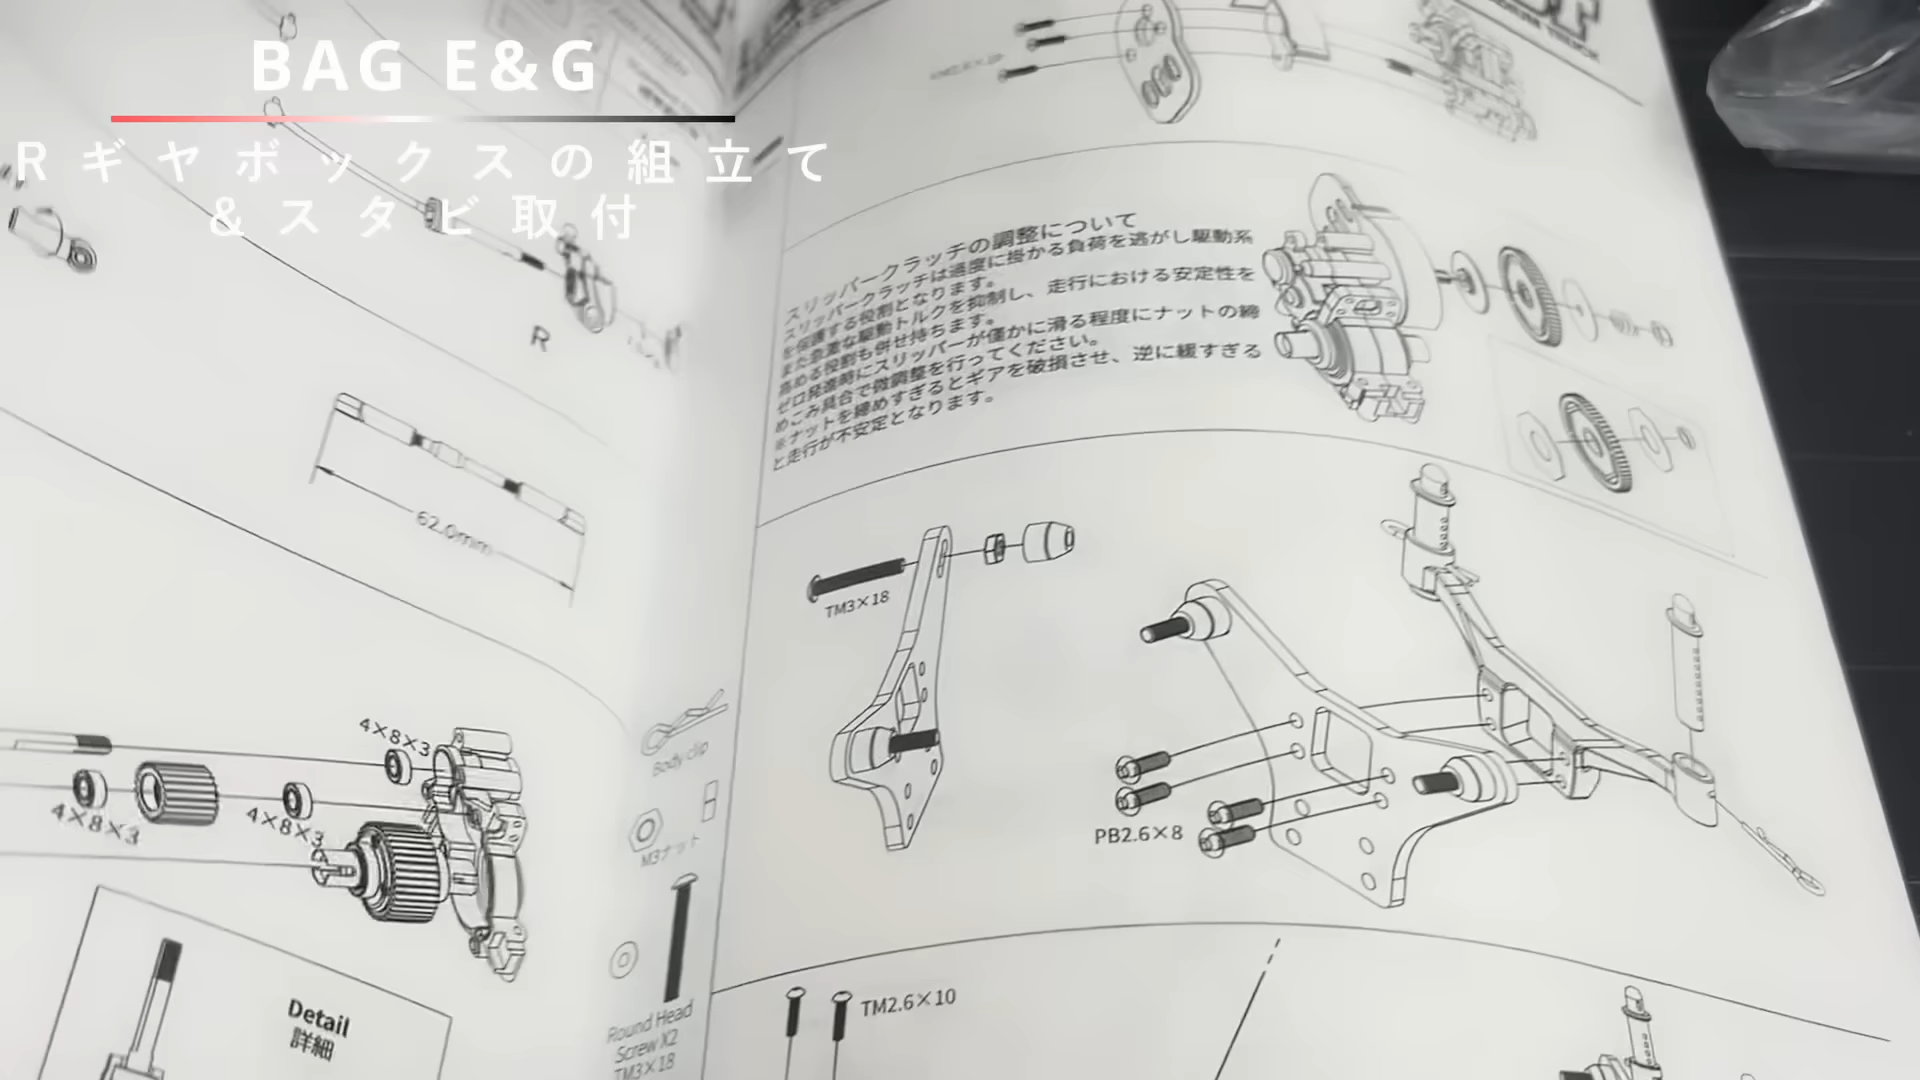 BAG E&G
Rギヤボックスの組立て
&スタビ取付
R
62.0mm
4×8×3
4×8×3
4×8×3
Detail
詳細
スリッパークラッチの調整について
スリッパークラッチは過度に掛かる負荷を逃がし駆動系
を保護する役割となります。
また急激な駆動トルクを抑制し、走行における安定性を
高める役割も併せ持ちます。
ゼロ発進時にスリッパーが僅かに滑る程度にナットの締
めこみ具合で微調整を行ってください。
※ナットを締めすぎるとギアを破損させ、逆に緩すぎる
と走行が不安定となります。
TM3×18
PB2.6×8
Body clip
M3ナット
Round Head
Screw X2
TM3×18
TM2.6×10